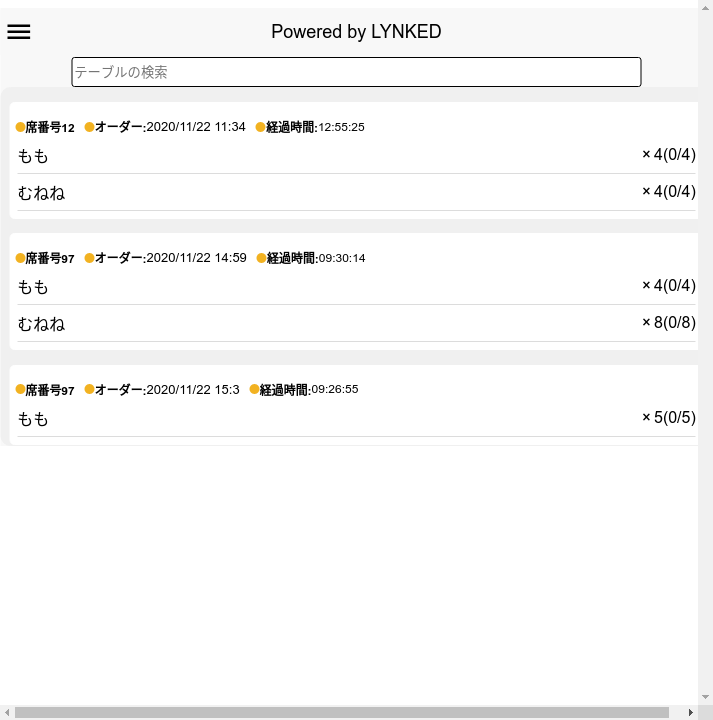 Powered by LYNKED
テーブルの検索
席番号12 オーダー:2020/11/22 11:34 経過時間:12:55:25
もも × 4(0/4)
むねね × 4(0/4)
席番号97 オーダー:2020/11/22 14:59 経過時間:09:30:14
もも × 4(0/4)
むねね × 8(0/8)
席番号97 オーダー:2020/11/22 15:3 経過時間:09:26:55
もも × 5(0/5)